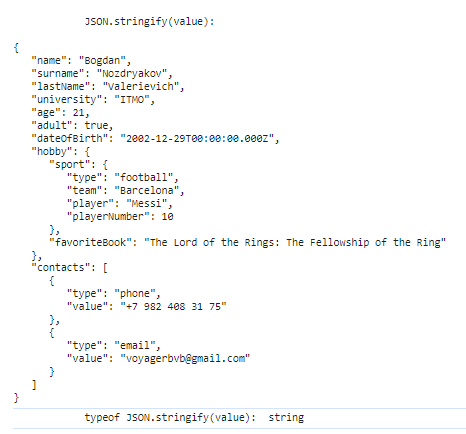 JSON.stringify(value):
{
"name": "Bogdan",
"surname": "Nozdryakov",
"lastName": "Valerievich",
"university": "ITMO",
"age": 21,
"adult": true,
"dateOfBirth": "2002-12-29T00:00:00.000Z",
"hobby": {
"sport": {
"type": "football",
"team": "Barcelona",
"player": "Messi",
"playerNumber": 10
},
"favoriteBook": "The Lord of the Rings: The Fellowship of the Ring"
},
"contacts": [
{
"type": "phone",
"value": "+7 982 408 31 75"
},
{
"type": "email",
"value": "voyagerbvb@gmail.com"
}
]
}
typeof JSON.stringify(value): string